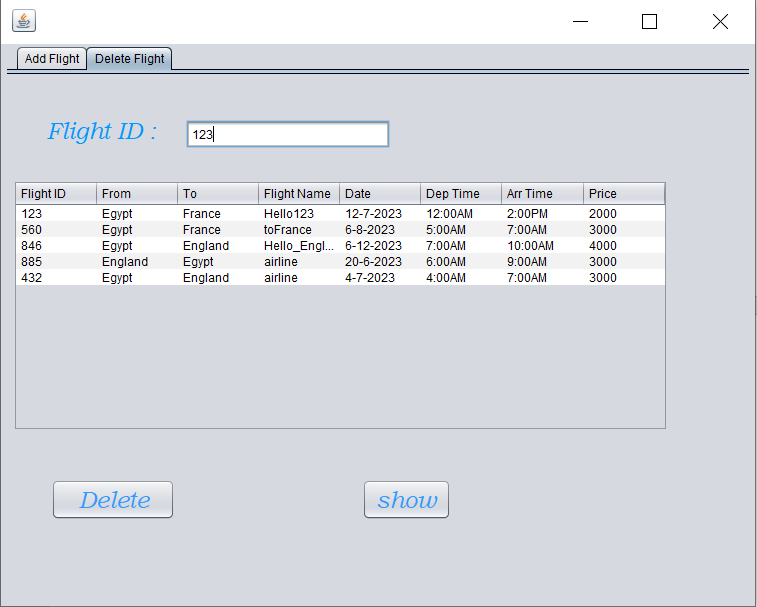 Add Flight Delete Flight
Flight ID : 123
Flight ID From To Flight Name Date Dep Time Arr Time Price
123 Egypt France Hello123 12-7-2023 12:00AM 2:00PM 2000
560 Egypt France toFrance 6-8-2023 5:00AM 7:00AM 3000
846 Egypt England Hello_Engl... 6-12-2023 7:00AM 10:00AM 4000
885 England Egypt airline 20-6-2023 6:00AM 9:00AM 3000
432 Egypt England airline 4-7-2023 4:00AM 7:00AM 3000
Delete show